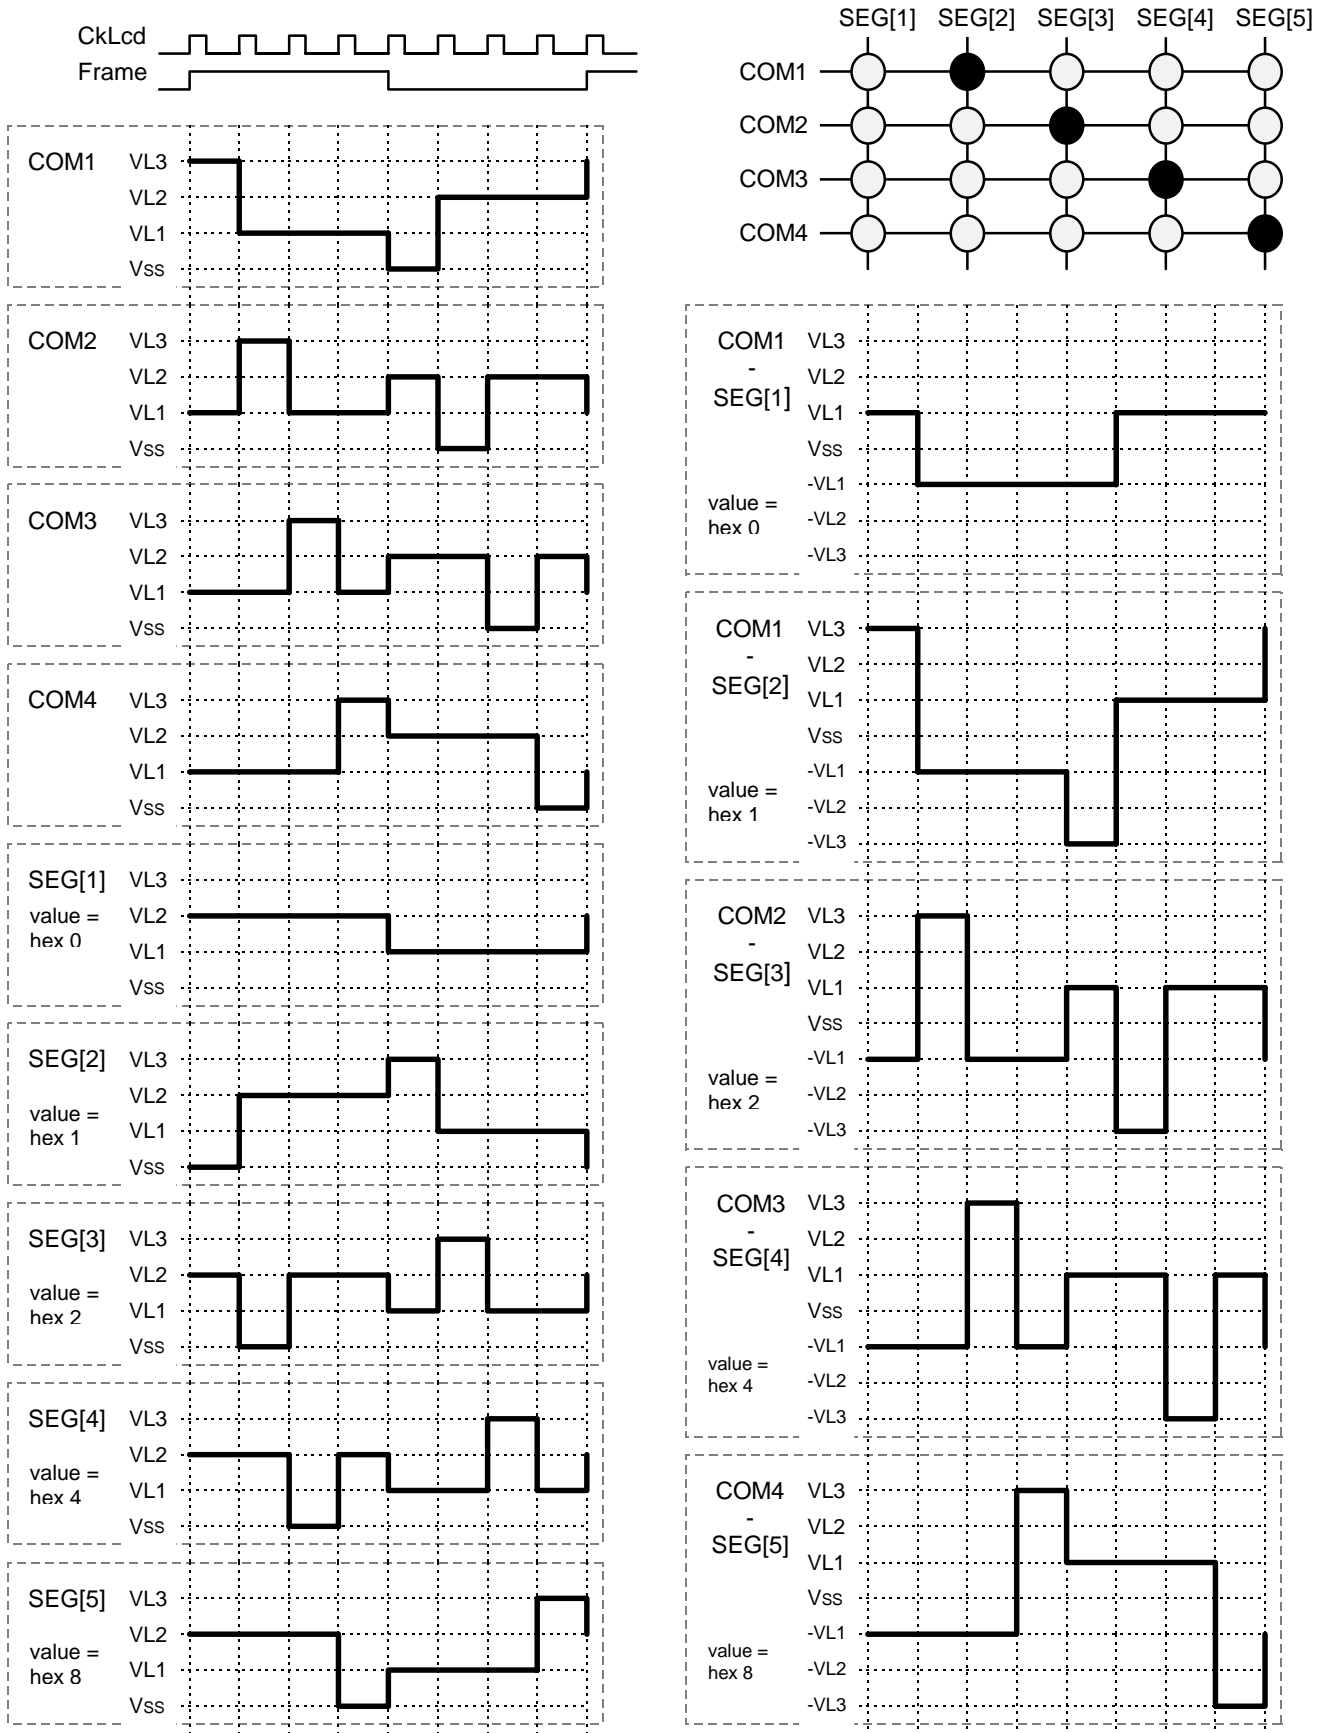 CkLcd
Frame
COM1
VL3
VL2
VL1
Vss
COM2
VL3
VL2
VL1
Vss
COM3
VL3
VL2
VL1
Vss
COM4
VL3
VL2
VL1
Vss
SEG[1]
value =
hex 0
VL3
VL2
VL1
Vss
SEG[2]
value =
hex 1
VL3
VL2
VL1
Vss
SEG[3]
value =
hex 2
VL3
VL2
VL1
Vss
SEG[4]
value =
hex 4
VL3
VL2
VL1
Vss
SEG[5]
value =
hex 8
VL3
VL2
VL1
Vss
SEG[1] SEG[2] SEG[3] SEG[4] SEG[5]
COM1
COM2
COM3
COM4
COM1
-
SEG[1]
value =
hex 0
VL3
VL2
VL1
Vss
-VL1
-VL2
-VL3
COM1
-
SEG[2]
value =
hex 1
VL3
VL2
VL1
Vss
-VL1
-VL2
-VL3
COM2
-
SEG[3]
value =
hex 2
VL3
VL2
VL1
Vss
-VL1
-VL2
-VL3
COM3
-
SEG[4]
value =
hex 4
VL3
VL2
VL1
Vss
-VL1
-VL2
-VL3
COM4
-
SEG[5]
value =
hex 8
VL3
VL2
VL1
Vss
-VL1
-VL2
-VL3